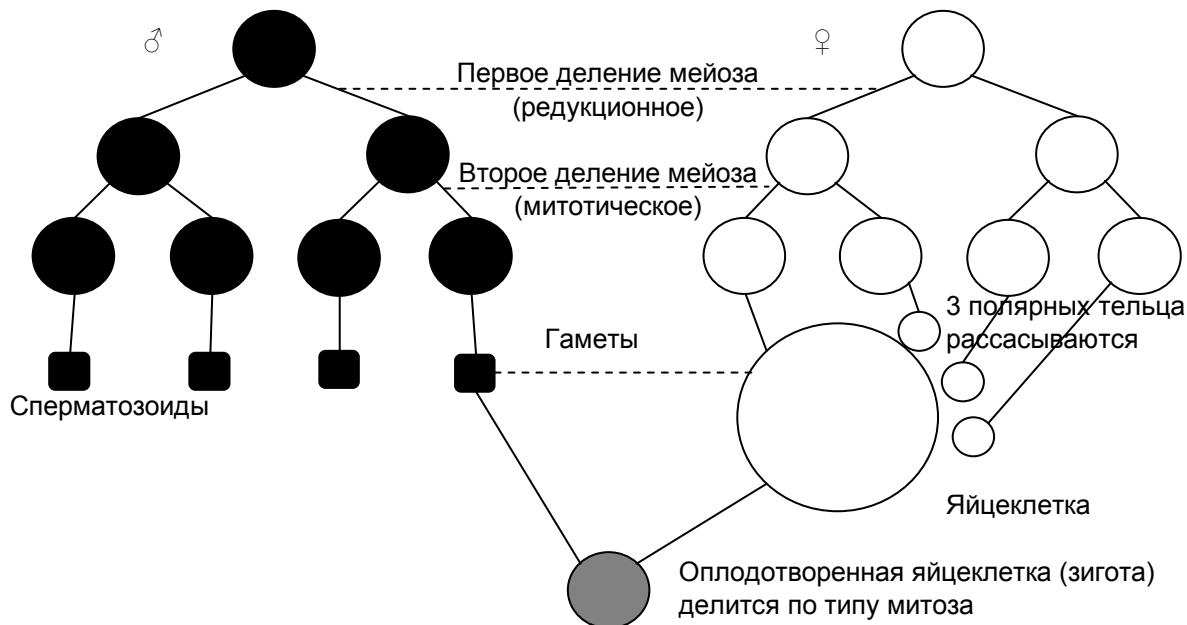 ♂
♀
Первое деление мейоза
(редукционное)
Второе деление мейоза
(митотическое)
3 полярных тельца
рассасываются
Гаметы
Сперматозоиды
Яйцеклетка
Оплодотворенная яйцеклетка (зигота)
делится по типу митоза